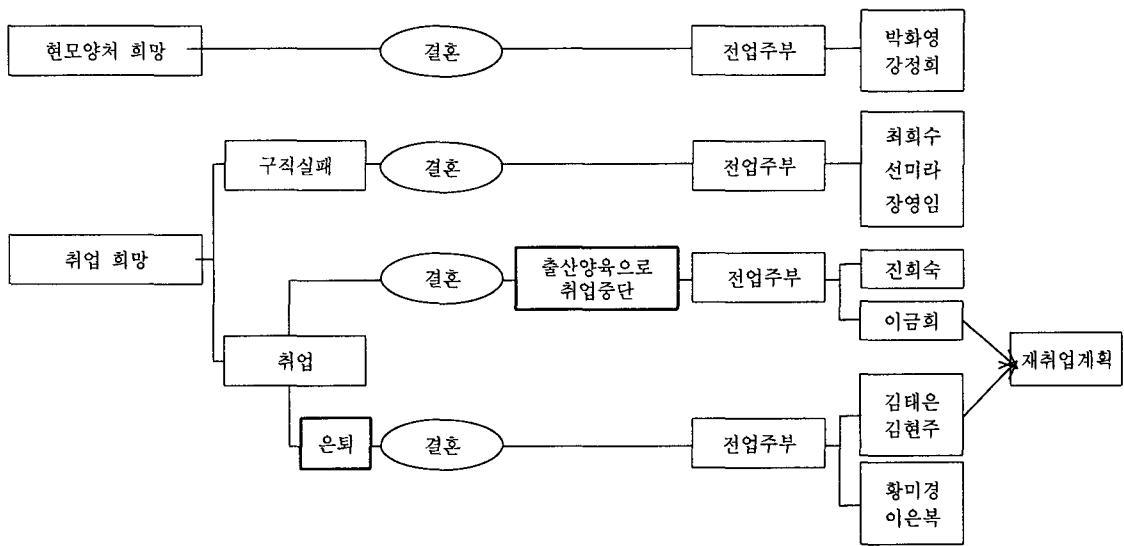 현모양처 희망
결혼
전업주부
박화영
강정희
구직실패
결혼
전업주부
최희수
선미라
장영임
취업 희망
결혼
출산양육으로
취업중단
전업주부
진희숙
이금희
취업
재취업계획
은퇴
결혼
전업주부
김태은
김현주
황미경
이은복